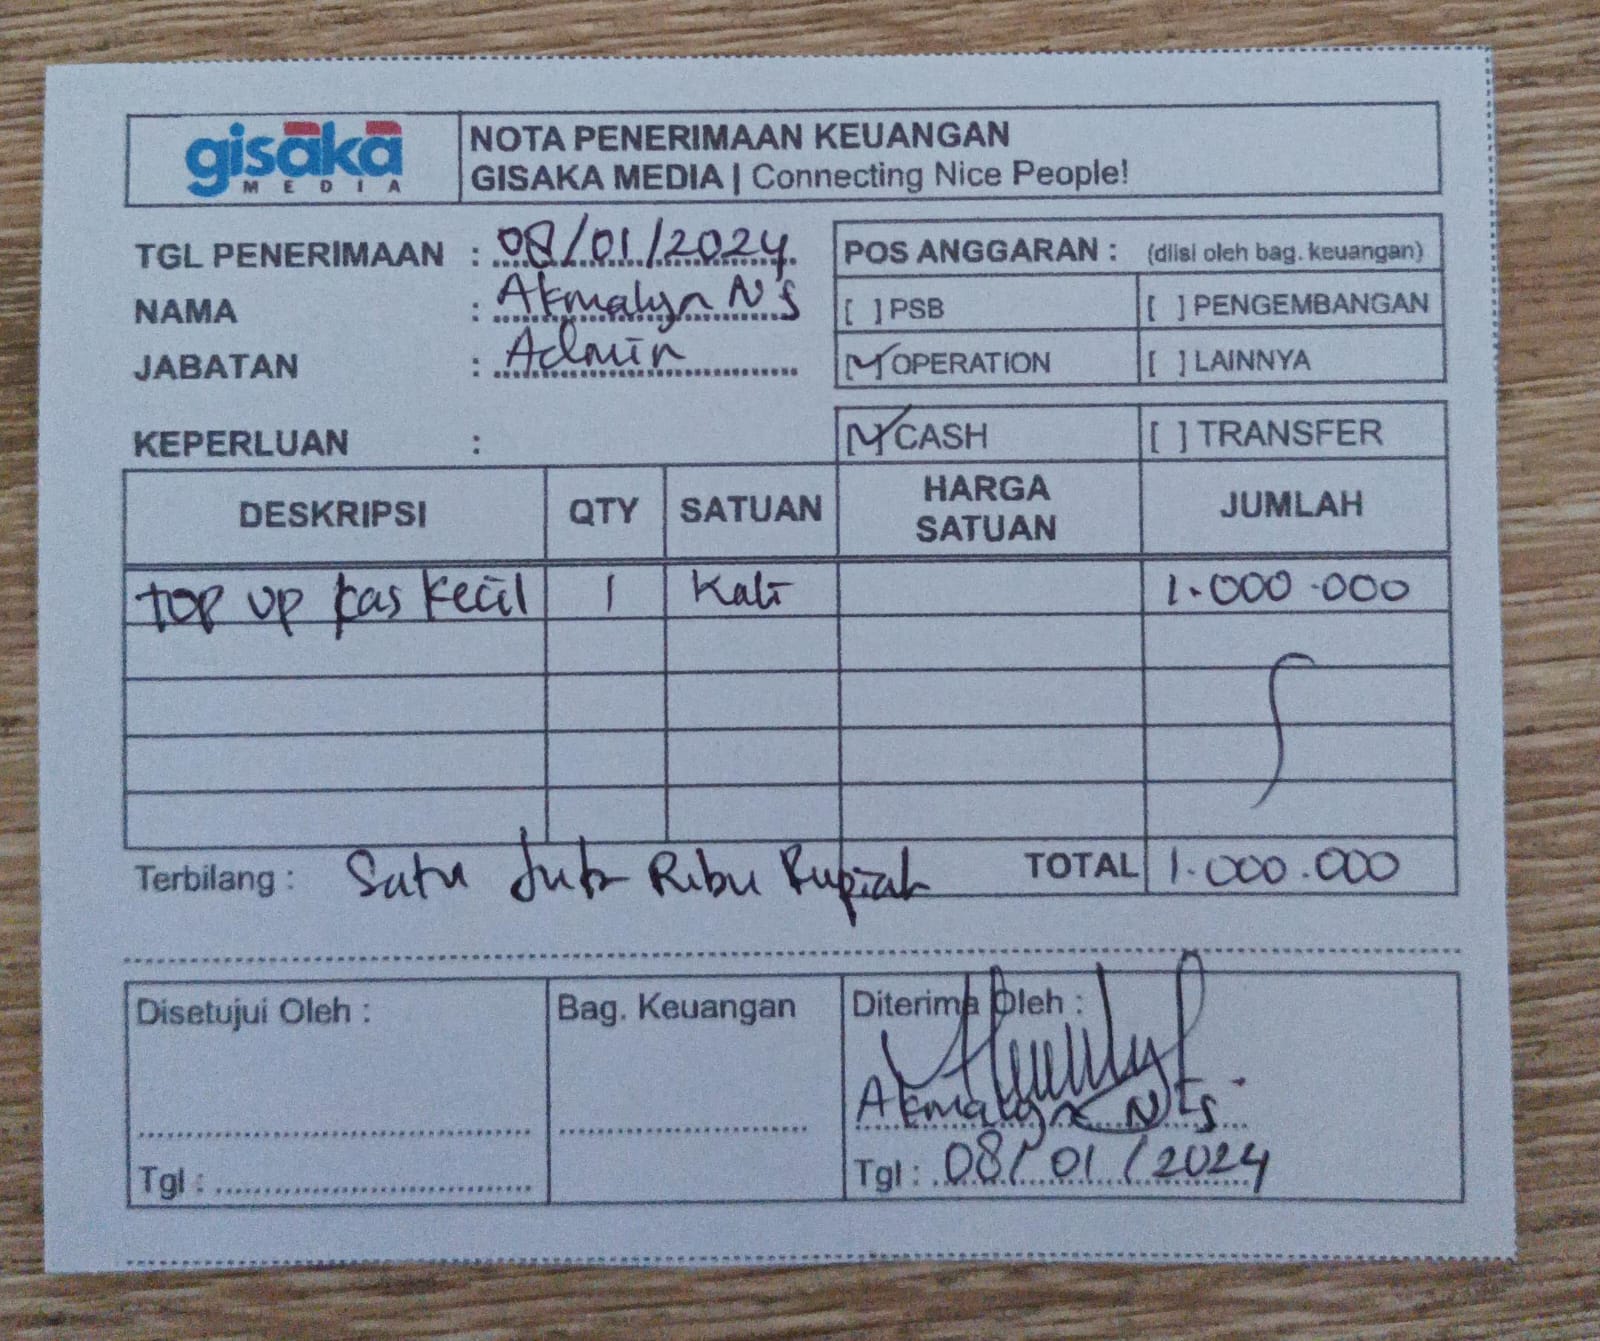 gisaka
MEDIA
NOTA PENERIMAAN KEUANGAN
GISAKA MEDIA | Connecting Nice People!
TGL PENERIMAAN : 08/01/2024
NAMA : Akmalya N S
JABATAN : Admin
POS ANGGARAN : (diisi oleh bag. keuangan)
[ ] PSB [ ] PENGEMBANGAN
[✓] OPERATION [ ] LAINNYA
KEPERLUAN :
[✓] CASH [ ] TRANSFER
DESKRIPSI QTY SATUAN HARGA SATUAN JUMLAH
top up kas kecil 1 Kali 1.000.000
Terbilang : Satu Juta Ribu Rupiah TOTAL 1.000.000
Disetujui Oleh : Bag. Keuangan Diterima Oleh :
Akmalya N S
Tgl : Tgl : 08/01/2024